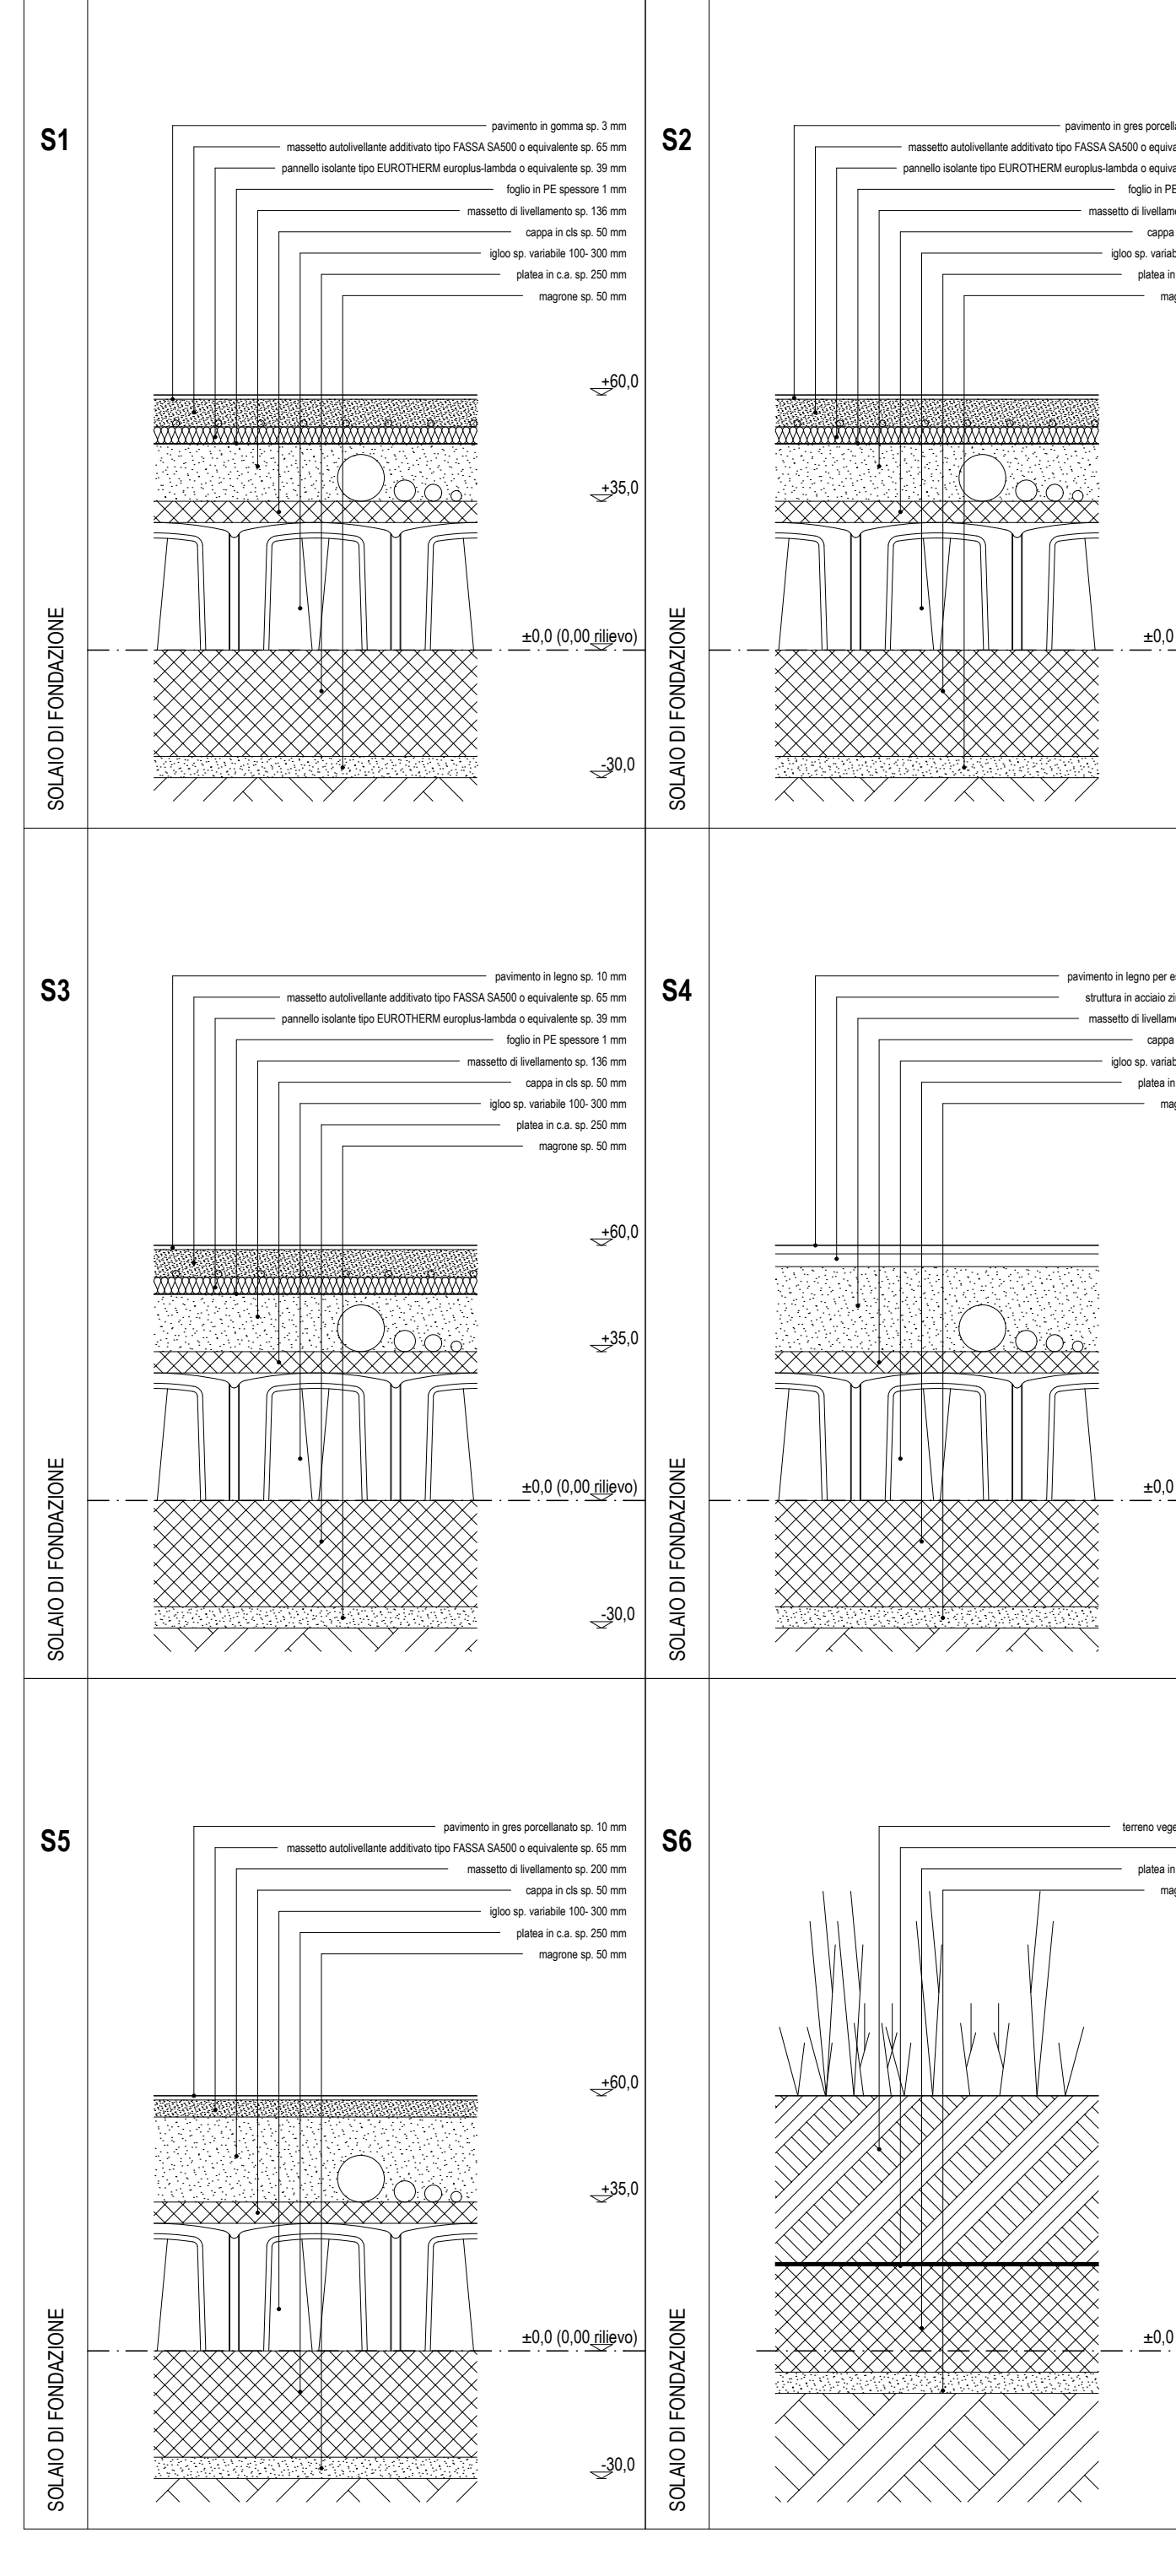 S1
pavimento in gomma sp. 3 mm
massetto autolivellante additivato tipo FASSA SA500 o equivalente sp. 65 mm
pannello isolante tipo EUROTHERM europlus-lambda o equivalente sp. 39 mm
foglio in PE spessore 1 mm
massetto di livellamento sp. 136 mm
cappa in cls sp. 50 mm
igloo sp. variabile 100- 300 mm
platea in c.a. sp. 250 mm
magrone sp. 50 mm
+60,0
+35,0
±0,0 (0,00 rilievo)
-30,0
SOLAIO DI FONDAZIONE
S2
pavimento in gres porcella
massetto autolivellante additivato tipo FASSA SA500 o equiva
pannello isolante tipo EUROTHERM europlus-lambda o equiva
foglio in PE
massetto di livellam
cappa
igloo sp. variab
platea in
mag
±0,0
SOLAIO DI FONDAZIONE
S3
pavimento in legno sp. 10 mm
massetto autolivellante additivato tipo FASSA SA500 o equivalente sp. 65 mm
pannello isolante tipo EUROTHERM europlus-lambda o equivalente sp. 39 mm
foglio in PE spessore 1 mm
massetto di livellamento sp. 136 mm
cappa in cls sp. 50 mm
igloo sp. variabile 100- 300 mm
platea in c.a. sp. 250 mm
magrone sp. 50 mm
+60,0
+35,0
±0,0 (0,00 rilievo)
-30,0
SOLAIO DI FONDAZIONE
S4
pavimento in legno per es
struttura in acciaio zi
massetto di livellam
cappa
igloo sp. variab
platea in
mag
±0,0
SOLAIO DI FONDAZIONE
S5
pavimento in gres porcellanato sp. 10 mm
massetto autolivellante additivato tipo FASSA SA500 o equivalente sp. 65 mm
massetto di livellamento sp. 200 mm
cappa in cls sp. 50 mm
igloo sp. variabile 100- 300 mm
platea in c.a. sp. 250 mm
magrone sp. 50 mm
+60,0
+35,0
±0,0 (0,00 rilievo)
-30,0
SOLAIO DI FONDAZIONE
S6
terreno vege
platea in
mag
±0,0
SOLAIO DI FONDAZIONE